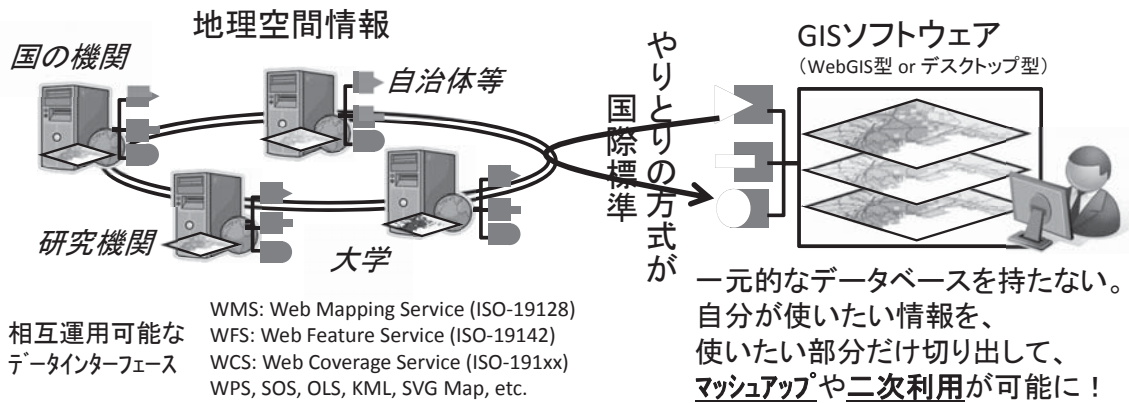 地理空間情報
国の機関
自治体等
研究機関
大学
やりとりの方式が
国際標準
GISソフトウェア
（WebGIS型 or デスクトップ型）
相互運用可能な
ﾃﾞｰﾀインターフェース
WMS: Web Mapping Service (ISO-19128)
WFS: Web Feature Service (ISO-19142)
WCS: Web Coverage Service (ISO-191xx)
WPS, SOS, OLS, KML, SVG Map, etc.
一元的なデータベースを持たない。
自分が使いたい情報を、
使いたい部分だけ切り出して、
マッシュアップや二次利用が可能に！